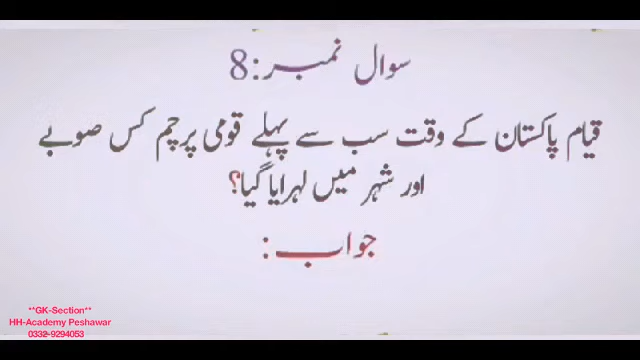 سوال نمبر:8
قیام پاکستان کے وقت سب سے پہلے قومی پرچم کس صوبے
اور شہر میں لہرایا گیا؟
جواب:
**GK-Section**
HH-Academy Peshawar
0332-9294053